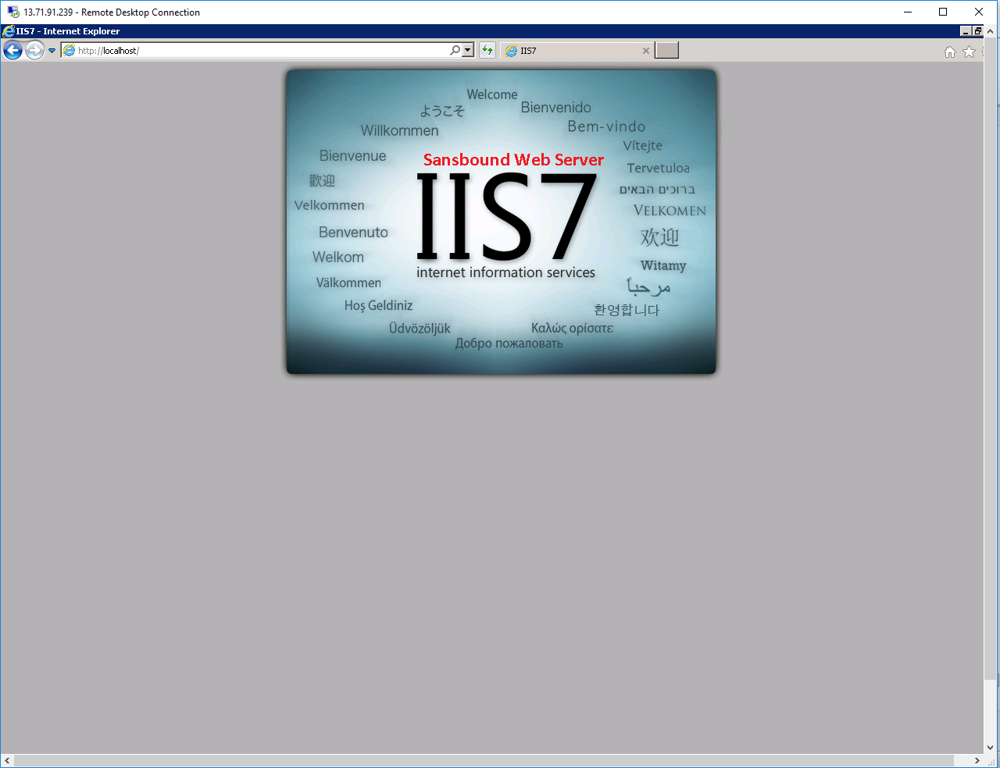 13.71.91.239 - Remote Desktop Connection
IIS7 - Internet Explorer
http://localhost/
IIS7
Welcome
ようこそ
Bienvenido
Willkommen
Bem-vindo
Vítejte
Bienvenue
Sansbound Web Server
Tervetuloa
歡迎
ברוכים הבאים
Velkommen
VELKOMEN
IIS7
Benvenuto
欢迎
Welkom
Witamy
internet information services
Välkommen
مرحباً
Hoş Geldiniz
환영합니다
Üdvözöljük
Καλώς ορίσατε
Добро пожаловать